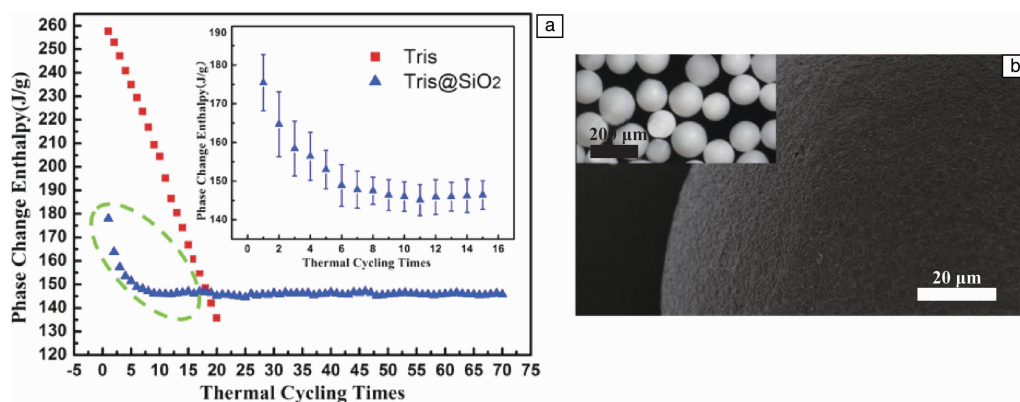 a
260
250
240
230
220
210
200
190
180
170
160
150
140
130
120
-5 0 5 10 15 20 25 30 35 40 45 50 55 60 65 70 75
Phase Change Enthalpy(J/g)
Thermal Cycling Times
Tris
Tris@SiO2
190
180
170
160
150
140
0 2 4 6 8 10 12 14 16
Phase Change Enthalpy(J/g)
Thermal Cycling Times
b
200 μm
20 μm